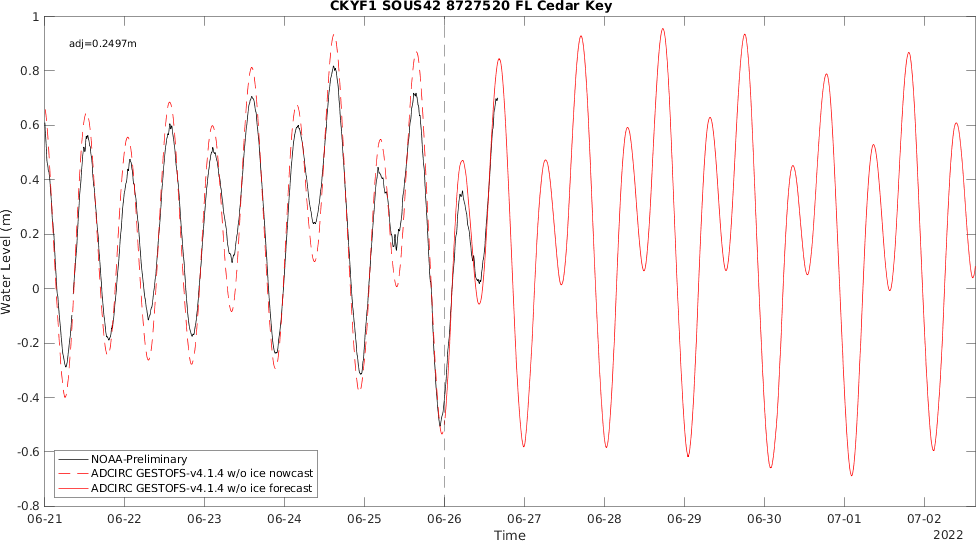 CKYF1 SOUS42 8727520 FL Cedar Key
adj=0.2497m
Water Level (m)
1
0.8
0.6
0.4
0.2
0
-0.2
-0.4
-0.6
-0.8
NOAA-Preliminary
ADCIRC GESTOFS-v4.1.4 w/o ice nowcast
ADCIRC GESTOFS-v4.1.4 w/o ice forecast
06-21 06-22 06-23 06-24 06-25 06-26 06-27 06-28 06-29 06-30 07-01 07-02
Time
2022